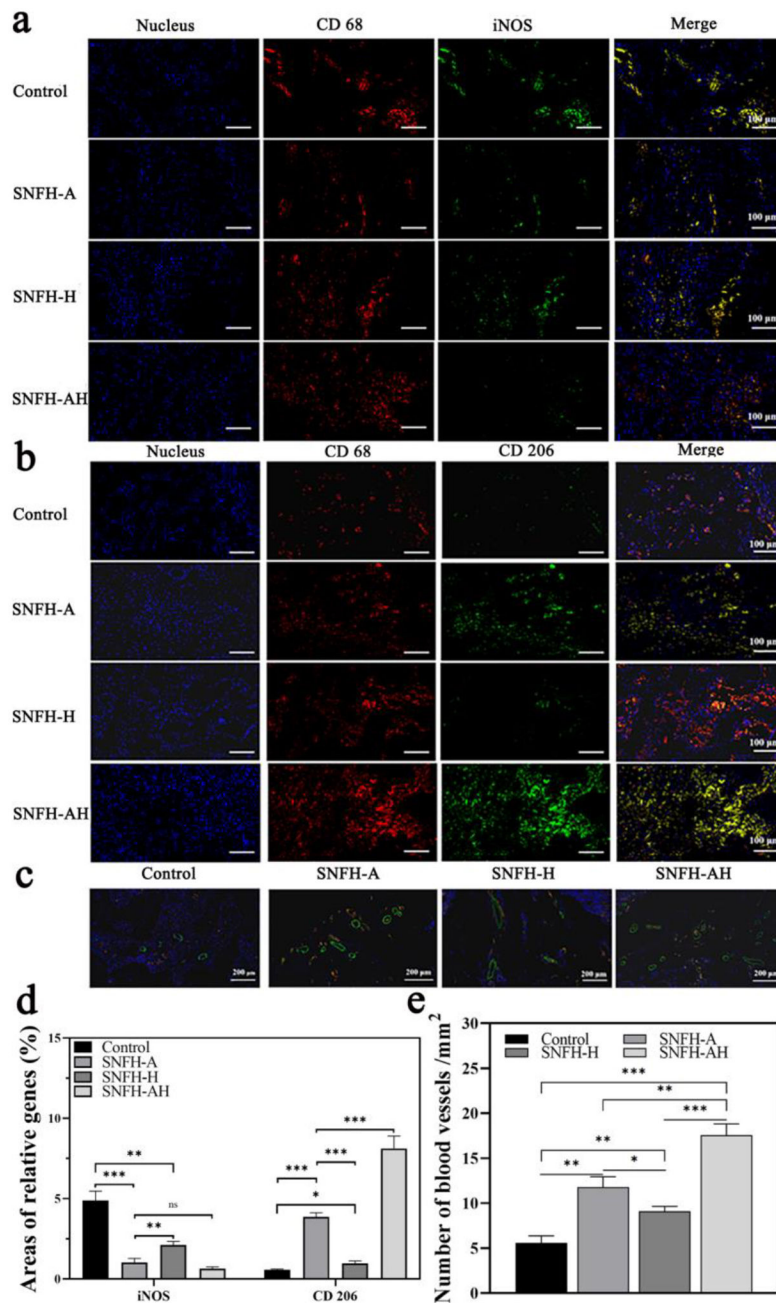 a
Nucleus CD 68 iNOS Merge
Control
100 μm
SNFH-A
100 μm
SNFH-H
100 μm
SNFH-AH
100 μm
b
Nucleus CD 68 CD 206 Merge
Control
100 μm
SNFH-A
100 μm
SNFH-H
100 μm
SNFH-AH
100 μm
c
Control SNFH-A SNFH-H SNFH-AH
200 μm 200 μm 200 μm 200 μm
d
Areas of relative genes (%)
15
10
5
0
Control
SNFH-A
SNFH-H
SNFH-AH
***
** ***
*** ***
ns
** *
iNOS CD 206
e
Number of blood vessels /mm²
30
25
20
15
10
5
0
Control SNFH-A
SNFH-H SNFH-AH
***
**
** ***
** *